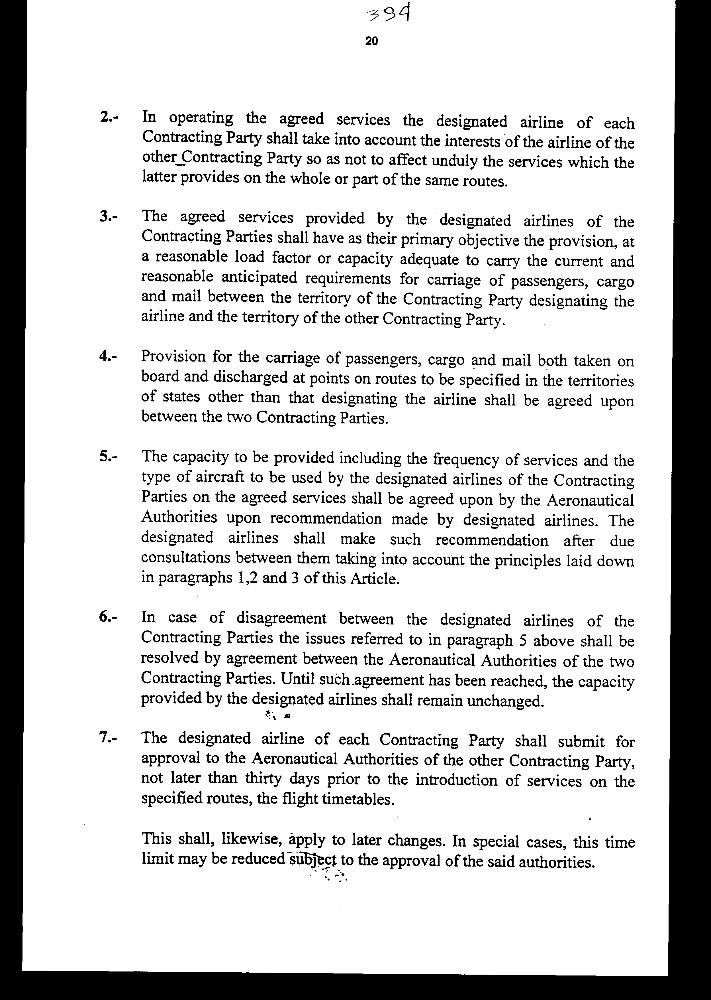 394
20
2.- In operating the agreed services the designated airline of each
Contracting Party shall take into account the interests of the airline of the
other Contracting Party so as not to affect unduly the services which the
latter provides on the whole or part of the same routes.
3.- The agreed services provided by the designated airlines of the
Contracting Parties shall have as their primary objective the provision, at
a reasonable load factor or capacity adequate to carry the current and
reasonable anticipated requirements for carriage of passengers, cargo
and mail between the territory of the Contracting Party designating the
airline and the territory of the other Contracting Party.
4.- Provision for the carriage of passengers, cargo and mail both taken on
board and discharged at points on routes to be specified in the territories
of states other than that designating the airline shall be agreed upon
between the two Contracting Parties.
5.- The capacity to be provided including the frequency of services and the
type of aircraft to be used by the designated airlines of the Contracting
Parties on the agreed services shall be agreed upon by the Aeronautical
Authorities upon recommendation made by designated airlines. The
designated airlines shall make such recommendation after due
consultations between them taking into account the principles laid down
in paragraphs 1,2 and 3 of this Article.
6.- In case of disagreement between the designated airlines of the
Contracting Parties the issues referred to in paragraph 5 above shall be
resolved by agreement between the Aeronautical Authorities of the two
Contracting Parties. Until such agreement has been reached, the capacity
provided by the designated airlines shall remain unchanged.
7.- The designated airline of each Contracting Party shall submit for
approval to the Aeronautical Authorities of the other Contracting Party,
not later than thirty days prior to the introduction of services on the
specified routes, the flight timetables.
This shall, likewise, apply to later changes. In special cases, this time
limit may be reduced subject to the approval of the said authorities.